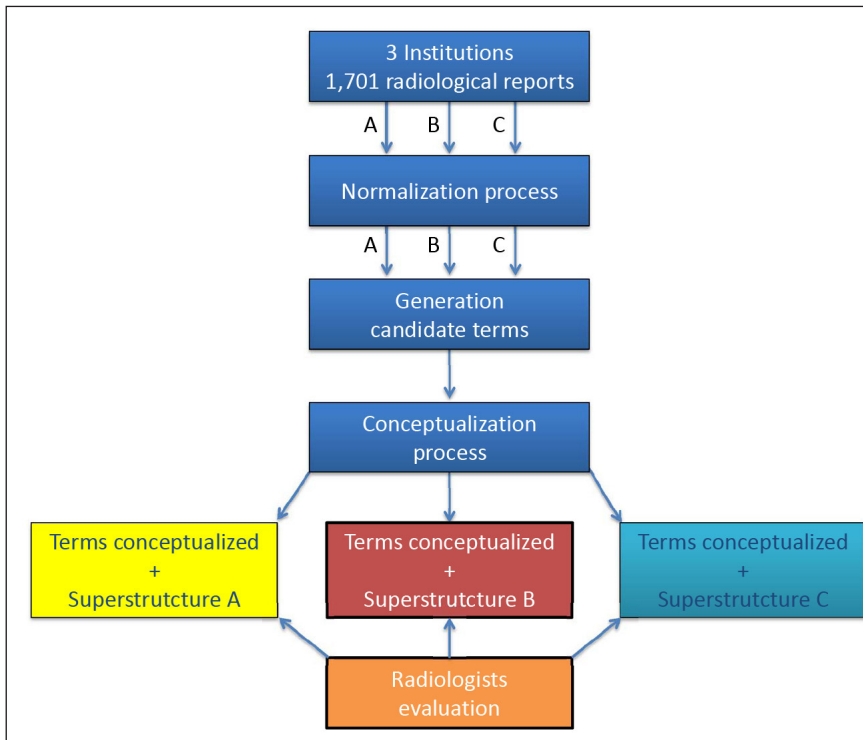 3 Institutions
1,701 radiological reports
A B C
Normalization process
A B C
Generation
candidate terms
Conceptualization
process
Terms conceptualized
+
Superstrutcture A
Terms conceptualized
+
Superstrutcture B
Terms conceptualized
+
Superstrutcture C
Radiologists
evaluation